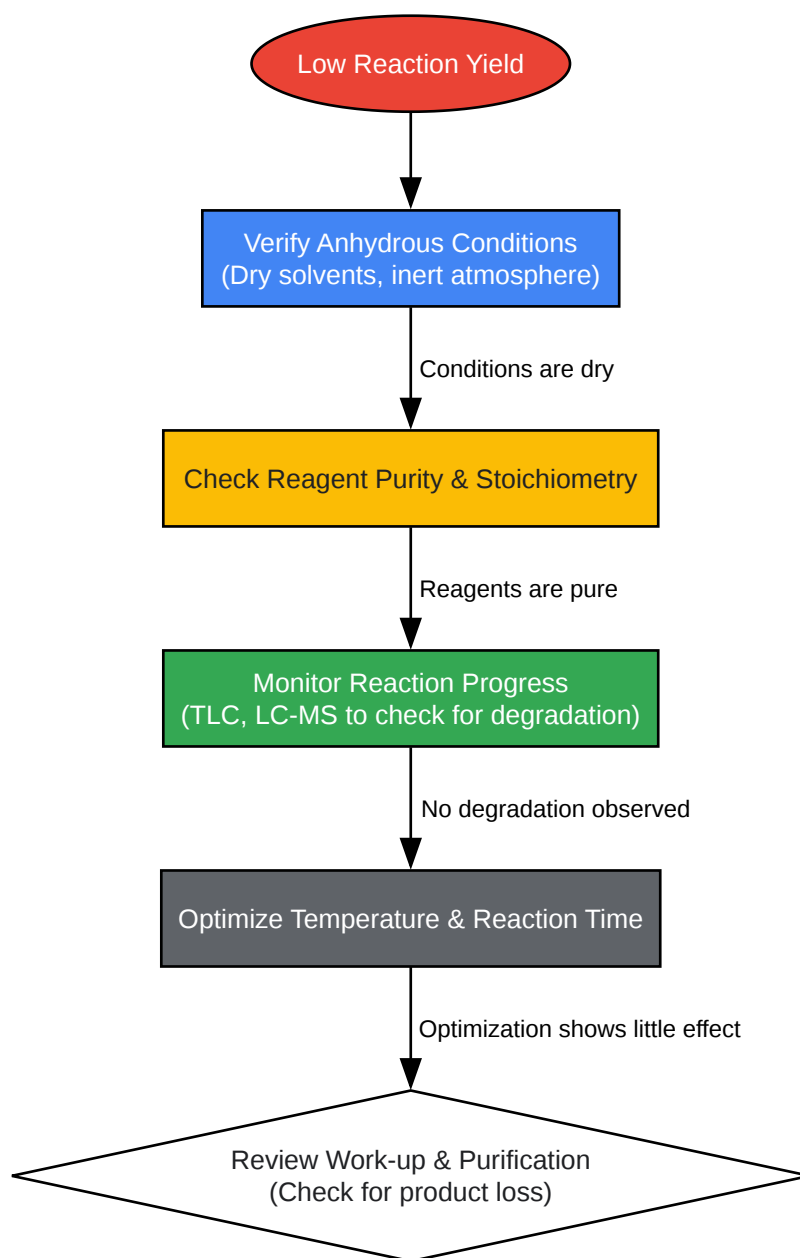 Low Reaction Yield
Verify Anhydrous Conditions
(Dry solvents, inert atmosphere)
Conditions are dry
Check Reagent Purity & Stoichiometry
Reagents are pure
Monitor Reaction Progress
(TLC, LC-MS to check for degradation)
No degradation observed
Optimize Temperature & Reaction Time
Optimization shows little effect
Review Work-up & Purification
(Check for product loss)